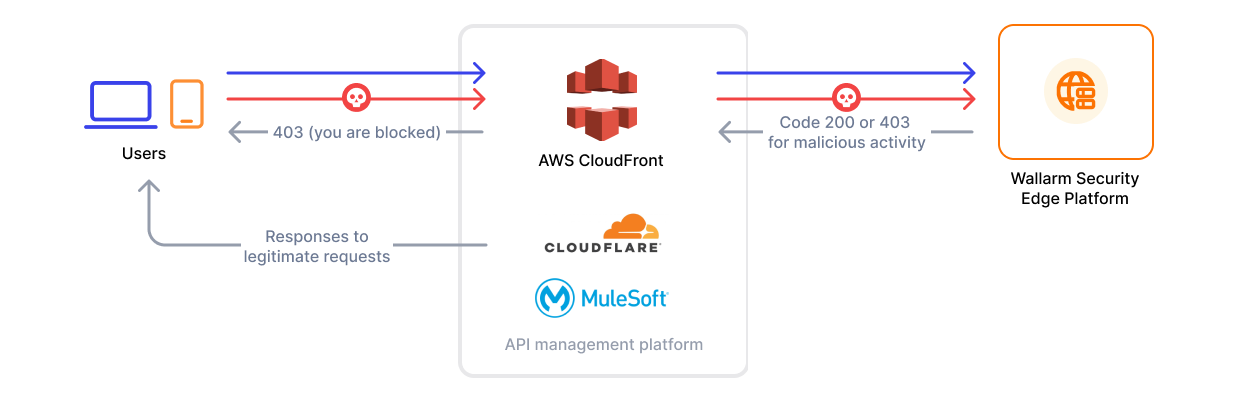 403 (you are blocked)
Users
AWS CloudFront
Code 200 or 403
for malicious activity
Wallarm Security
Edge Platform
Responses to
legitimate requests
CLOUDFLARE
MuleSoft
API management platform